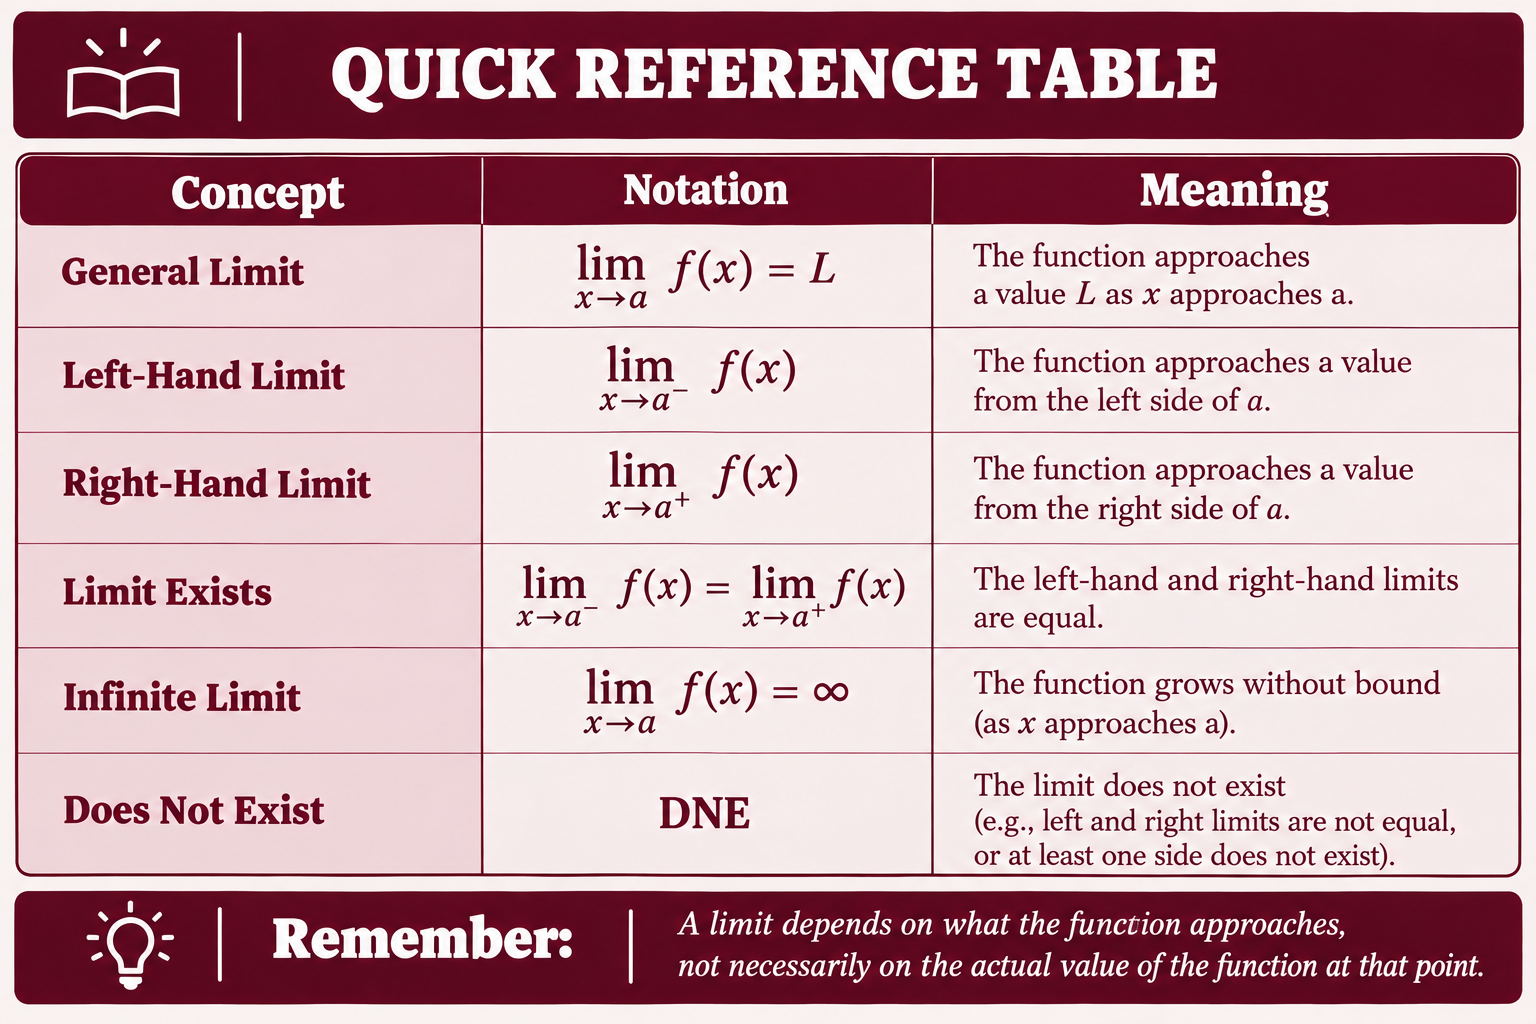 QUICK REFERENCE TABLE
Concept
Notation
Meaning
General Limit
lim f(x) = L
x→a
The function approaches
a value L as x approaches a.
Left-Hand Limit
lim f(x)
x→a⁻
The function approaches a value
from the left side of a.
Right-Hand Limit
lim f(x)
x→a⁺
The function approaches a value
from the right side of a.
Limit Exists
lim f(x) = lim f(x)
x→a⁻ x→a⁺
The left-hand and right-hand limits
are equal.
Infinite Limit
lim f(x) = ∞
x→a
The function grows without bound
(as x approaches a).
Does Not Exist
DNE
The limit does not exist
(e.g., left and right limits are not equal,
or at least one side does not exist).
Remember:
A limit depends on what the function approaches,
not necessarily on the actual value of the function at that point.